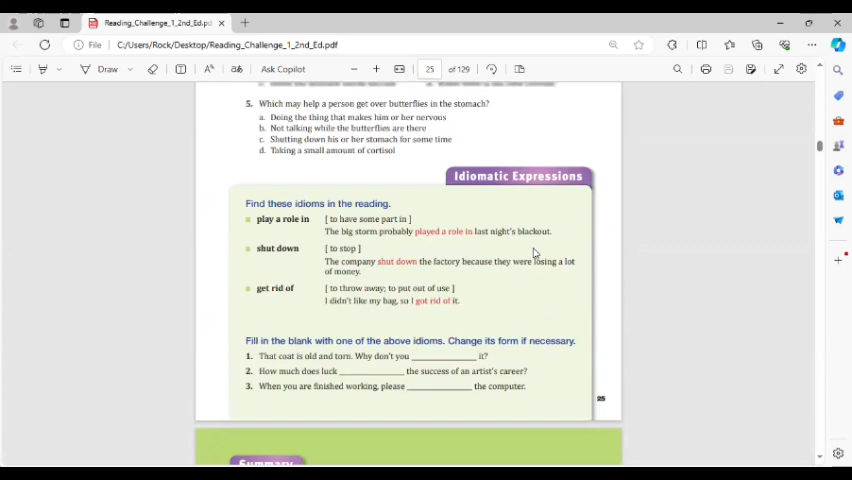 Reading_Challenge_1_2nd_Ed.pdf
File C:/Users/Rock/Desktop/Reading_Challenge_1_2nd_Ed.pdf
Draw Ask Copilot 25 of 129
5. Which may help a person get over butterflies in the stomach?
a. Doing the thing that makes him or her nervous
b. Not talking while the butterflies are there
c. Shutting down his or her stomach for some time
d. Taking a small amount of cortisol
Idiomatic Expressions
Find these idioms in the reading.
play a role in [ to have some part in ]
The big storm probably played a role in last night's blackout.
shut down [ to stop ]
The company shut down the factory because they were losing a lot
of money.
get rid of [ to throw away; to put out of use ]
I didn't like my bag, so I got rid of it.
Fill in the blank with one of the above idioms. Change its form if necessary.
1. That coat is old and torn. Why don't you ____________ it?
2. How much does luck ____________ the success of an artist's career?
3. When you are finished working, please ____________ the computer.
25
Summary